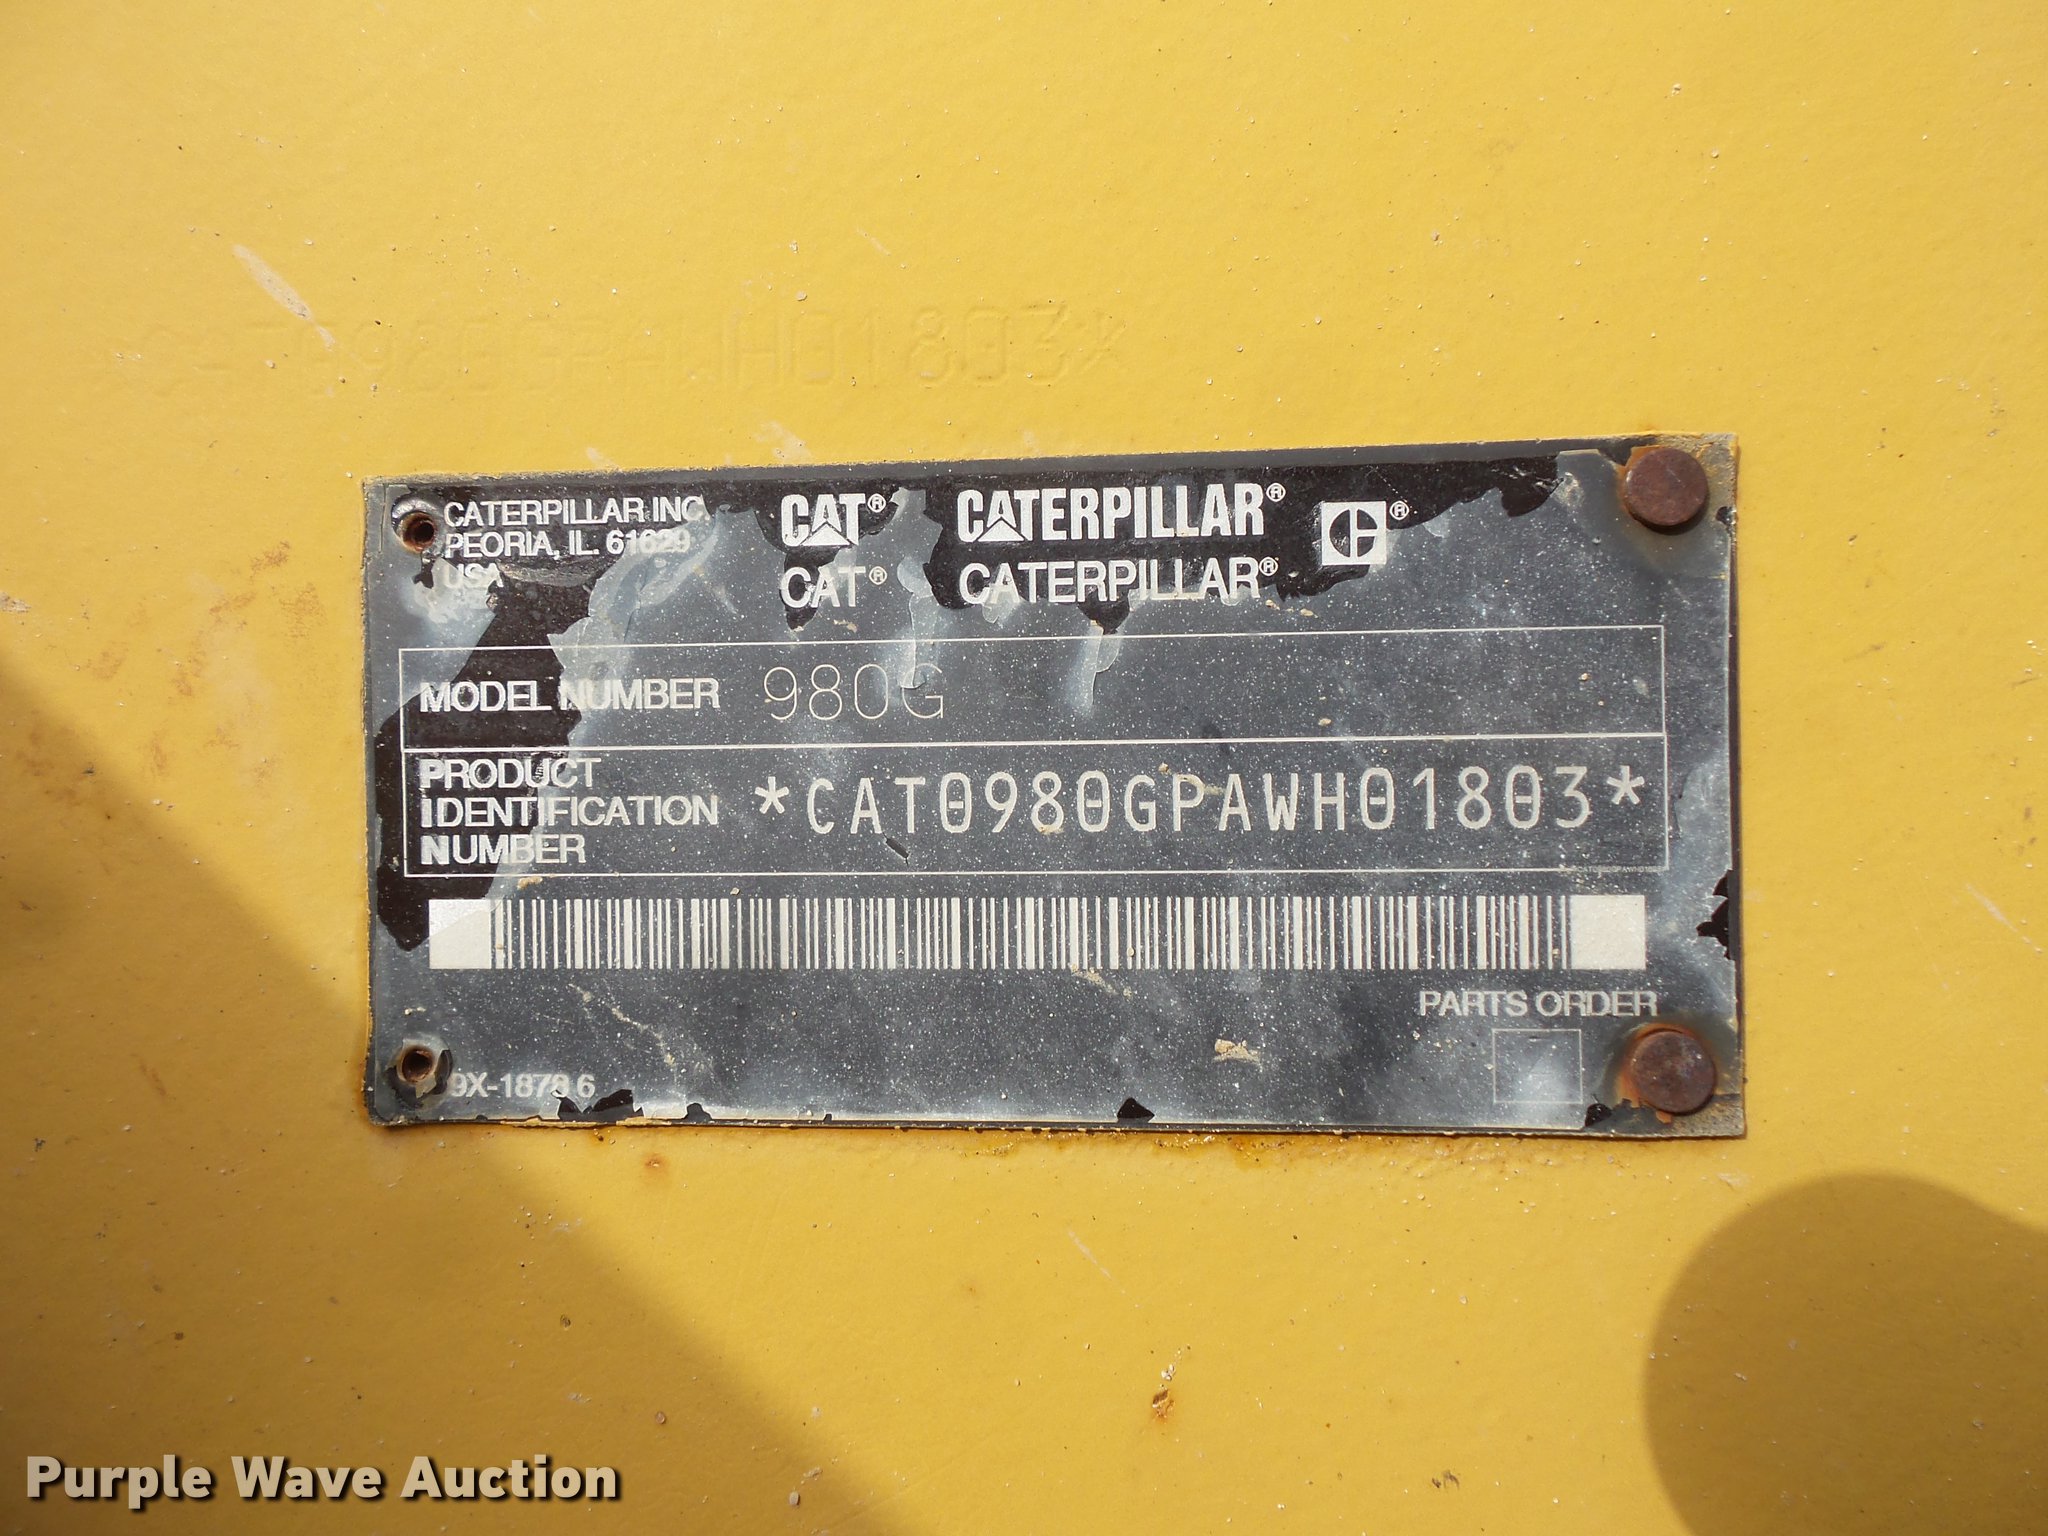 CATERPILLAR INC.
PEORIA, IL. 61629
USA
CAT® CATERPILLAR® ®
CAT® CATERPILLAR®
MODEL NUMBER 980G
PRODUCT
IDENTIFICATION
NUMBER
*CAT0980GPAWH01803*
PARTS ORDER
9X-1878 6
Purple Wave Auction